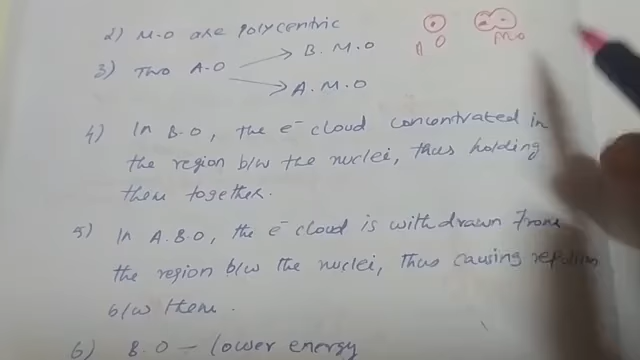 2) M.O are polycentric
3) Two A.O
B.M.O
A.M.O
A O
MO
4) In B.O, the e⁻ cloud concentrated in
the region b/w the nuclei, thus holding
them together.
5) In A.B.O, the e⁻ cloud is withdrawn from
the region b/w the nuclei, thus causing repulsion
b/w them.
6) B.O - lower energy